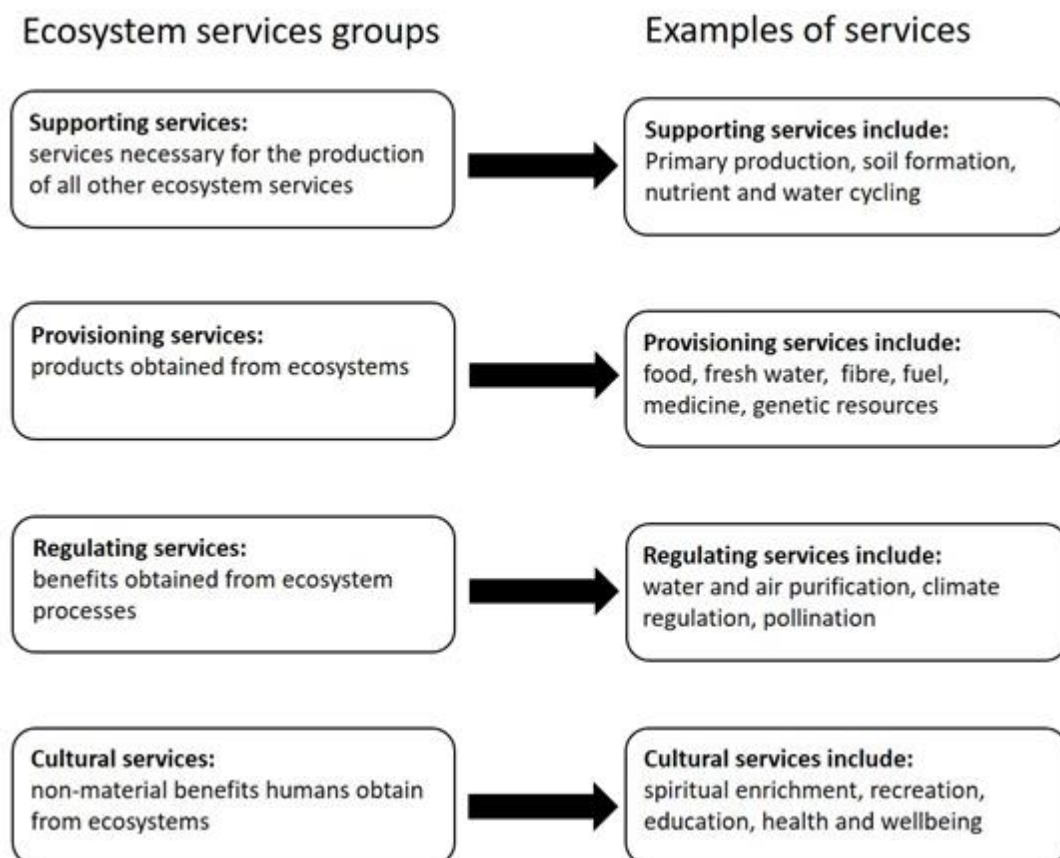 Ecosystem services groups
Examples of services
Supporting services:
services necessary for the production
of all other ecosystem services
Supporting services include:
Primary production, soil formation,
nutrient and water cycling
Provisioning services:
products obtained from ecosystems
Provisioning services include:
food, fresh water,  fibre, fuel,
medicine, genetic resources
Regulating services:
benefits obtained from ecosystem
processes
Regulating services include:
water and air purification, climate
regulation, pollination
Cultural services:
non-material benefits humans obtain
from ecosystems
Cultural services include:
spiritual enrichment, recreation,
education, health and wellbeing